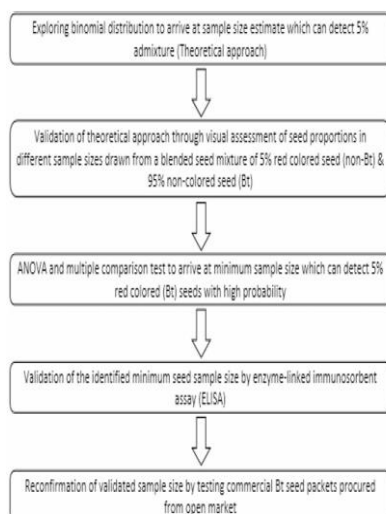 Exploring binomial distribution to arrive at sample size estimate which can detect 5%
admixture (Theoretical approach)
Validation of theoretical approach through visual assessment of seed proportions in
different sample sizes drawn from a blended seed mixture of 5% red colored seed (non-Bt) &
95% non-colored seed (Bt)
ANOVA and multiple comparison test to arrive at minimum sample size which can detect 5%
red colored (Bt) seeds with high probability
Validation of the identified minimum seed sample size by enzyme-linked immunosorbent
assay (ELISA)
Reconfirmation of validated sample size by testing commercial Bt seed packets procured
from open market